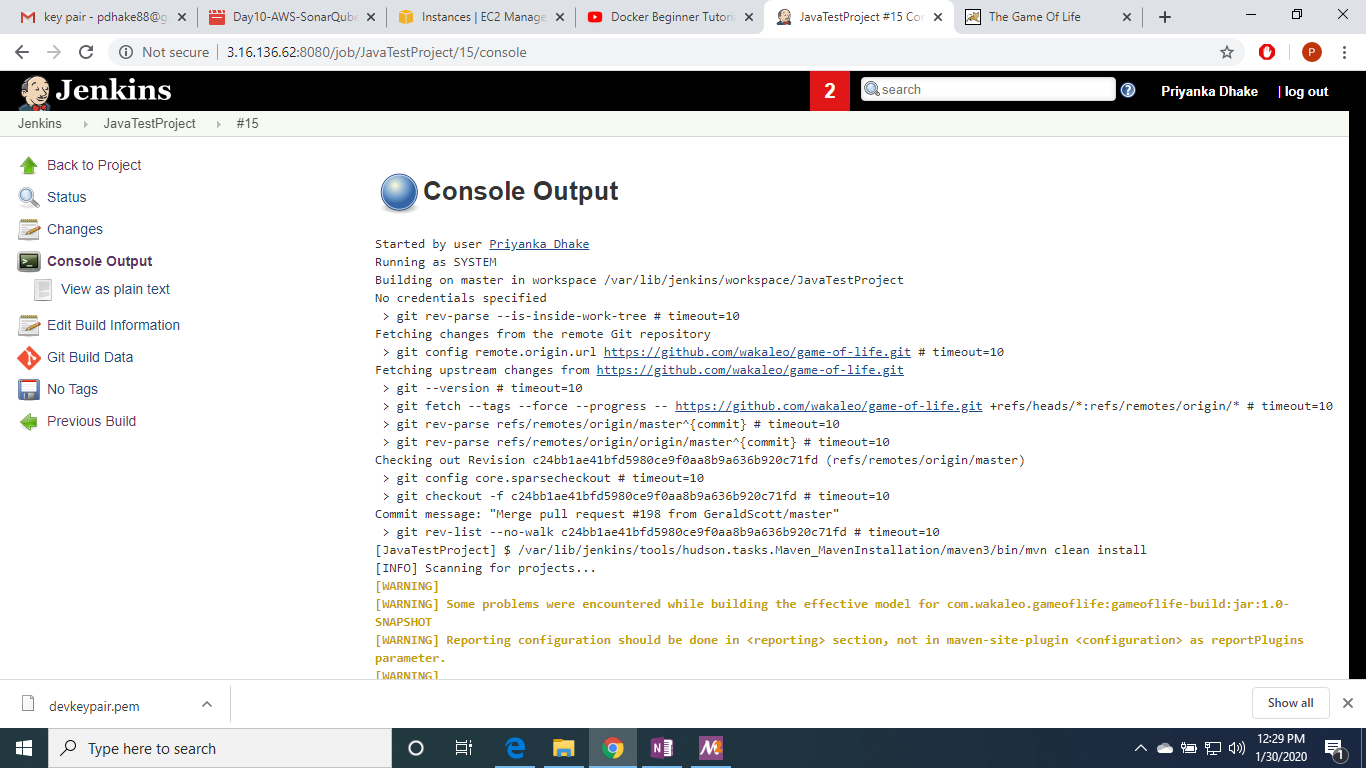 key pair - pdhake88@g
Day10-AWS-SonarQube
Instances | EC2 Manage
Docker Beginner Tutori
JavaTestProject #15 Con
The Game Of Life
Not secure
3.16.136.62:8080/job/JavaTestProject/15/console
P
Jenkins
2
search
?
Priyanka Dhake
| log out
Jenkins
JavaTestProject
#15
Back to Project
Status
Changes
Console Output
View as plain text
Edit Build Information
Git Build Data
No Tags
Previous Build
Console Output
Started by user Priyanka Dhake
Running as SYSTEM
Building on master in workspace /var/lib/jenkins/workspace/JavaTestProject
No credentials specified
> git rev-parse --is-inside-work-tree # timeout=10
Fetching changes from the remote Git repository
> git config remote.origin.url https://github.com/wakaleo/game-of-life.git # timeout=10
Fetching upstream changes from https://github.com/wakaleo/game-of-life.git
> git --version # timeout=10
> git fetch --tags --force --progress -- https://github.com/wakaleo/game-of-life.git +refs/heads/*:refs/remotes/origin/* # timeout=10
> git rev-parse refs/remotes/origin/master^{commit} # timeout=10
> git rev-parse refs/remotes/origin/origin/master^{commit} # timeout=10
Checking out Revision c24bb1ae41bfd5980ce9f0aa8b9a636b920c71fd (refs/remotes/origin/master)
> git config core.sparsecheckout # timeout=10
> git checkout -f c24bb1ae41bfd5980ce9f0aa8b9a636b920c71fd # timeout=10
Commit message: "Merge pull request #198 from GeraldScott/master"
> git rev-list --no-walk c24bb1ae41bfd5980ce9f0aa8b9a636b920c71fd # timeout=10
[JavaTestProject] $ /var/lib/jenkins/tools/hudson.tasks.Maven_MavenInstallation/maven3/bin/mvn clean install
[INFO] Scanning for projects...
[WARNING]
[WARNING] Some problems were encountered while building the effective model for com.wakaleo.gameoflife:gameoflife-build:jar:1.0-
SNAPSHOT
[WARNING] Reporting configuration should be done in <reporting> section, not in maven-site-plugin <configuration> as reportPlugins
parameter.
[WARNING]
devkeypair.pem
Show all
Type here to search
12:29 PM
1/30/2020
1